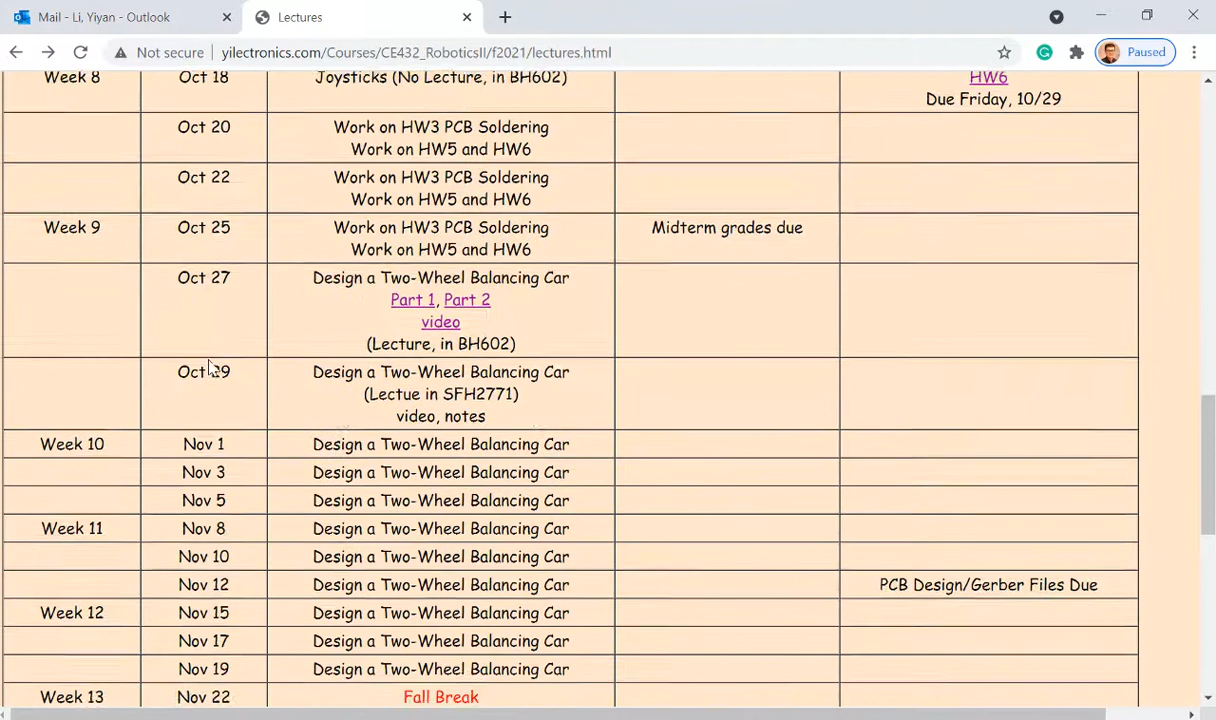 Mail - Li, Yiyan - Outlook
Lectures
Not secure
yilectronics.com/Courses/CE432_RoboticsII/f2021/lectures.html
Paused
Week 8 Oct 18 Joysticks (No Lecture, in BH602) HW6
Due Friday, 10/29
Oct 20 Work on HW3 PCB Soldering
Work on HW5 and HW6
Oct 22 Work on HW3 PCB Soldering
Work on HW5 and HW6
Week 9 Oct 25 Work on HW3 PCB Soldering Midterm grades due
Work on HW5 and HW6
Oct 27 Design a Two-Wheel Balancing Car
Part 1, Part 2
video
(Lecture, in BH602)
Oct 29 Design a Two-Wheel Balancing Car
(Lectue in SFH2771)
video, notes
Week 10 Nov 1 Design a Two-Wheel Balancing Car
Nov 3 Design a Two-Wheel Balancing Car
Nov 5 Design a Two-Wheel Balancing Car
Week 11 Nov 8 Design a Two-Wheel Balancing Car
Nov 10 Design a Two-Wheel Balancing Car
Nov 12 Design a Two-Wheel Balancing Car PCB Design/Gerber Files Due
Week 12 Nov 15 Design a Two-Wheel Balancing Car
Nov 17 Design a Two-Wheel Balancing Car
Nov 19 Design a Two-Wheel Balancing Car
Week 13 Nov 22 Fall Break